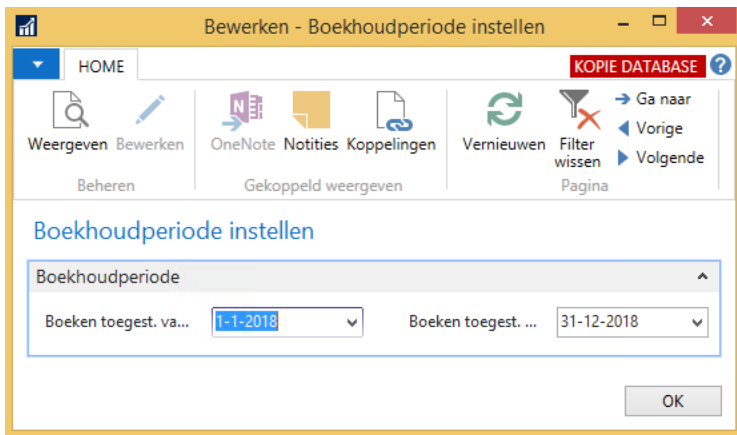 Bewerken - Boekhoudperiode instellen
HOME
KOPIE DATABASE
?
Weergeven Bewerken
OneNote Notities Koppelingen
Vernieuwen
Filter wissen
Ga naar
Vorige
Volgende
Beheren
Gekoppeld weergeven
Pagina
Boekhoudperiode instellen
Boekhoudperiode
Boeken toegest. va... 1-1-2018 Boeken toegest. ... 31-12-2018
OK